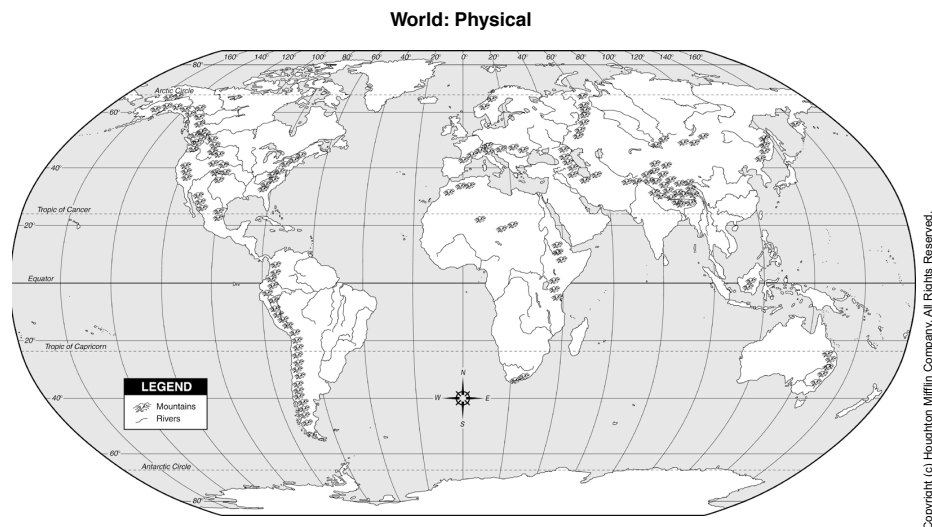 World: Physical
160° 140° 120° 100° 80° 60° 40° 20° 0° 20° 40° 60° 80° 100° 120° 140° 160°
80°
Arctic Circle
60°
40°
Tropic of Cancer
20°
Equator
20°
Tropic of Capricorn
40°
60°
Antarctic Circle
80°
N
W E
S
LEGEND
Mountains
Rivers
Copyright (c) Houghton Mifflin Company. All Rights Reserved.